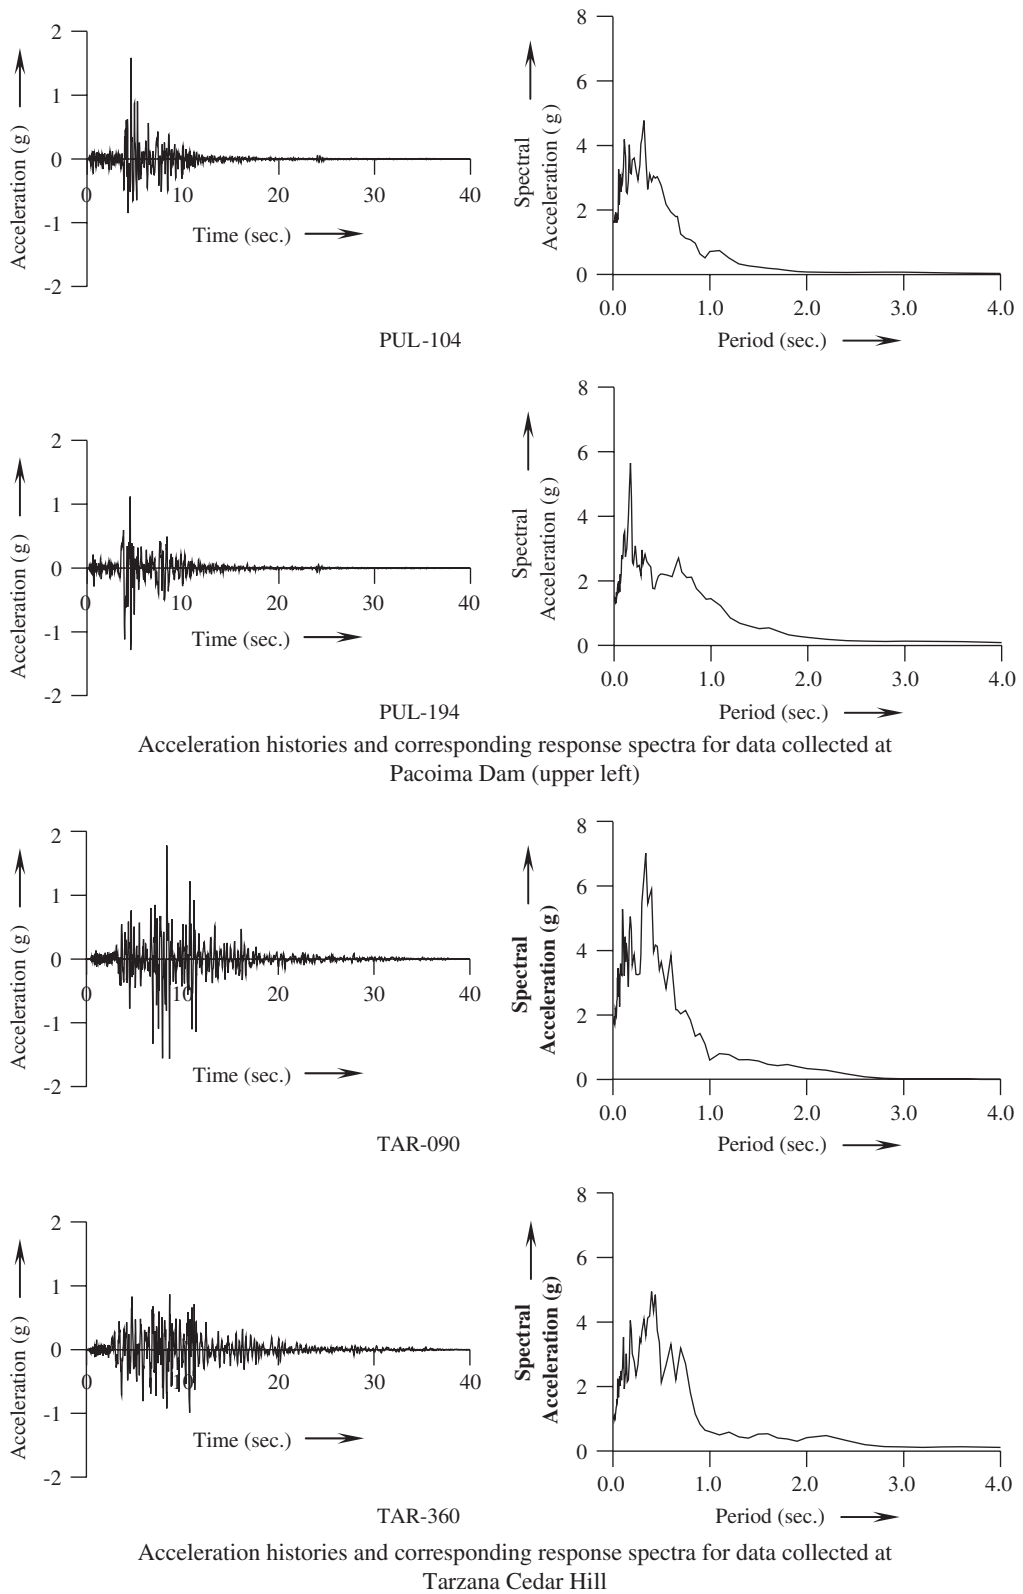 2
1
0
-1
-2
Acceleration (g)
0
10
20
30
40
Time (sec.)
PUL-104
8
6
4
2
0
Spectral
Acceleration (g)
0.0
1.0
2.0
3.0
4.0
Period (sec.)
2
1
0
-1
-2
Acceleration (g)
0
10
20
30
40
Time (sec.)
PUL-194
8
6
4
2
0
Spectral
Acceleration (g)
0.0
1.0
2.0
3.0
4.0
Period (sec.)
Acceleration histories and corresponding response spectra for data collected at
Pacoima Dam (upper left)
2
1
0
-1
-2
Acceleration (g)
0
10
20
30
40
Time (sec.)
TAR-090
8
6
4
2
0
Spectral
Acceleration (g)
0.0
1.0
2.0
3.0
4.0
Period (sec.)
2
1
0
-1
-2
Acceleration (g)
0
10
20
30
40
Time (sec.)
TAR-360
8
6
4
2
0
Spectral
Acceleration (g)
0.0
1.0
2.0
3.0
4.0
Period (sec.)
Acceleration histories and corresponding response spectra for data collected at
Tarzana Cedar Hill